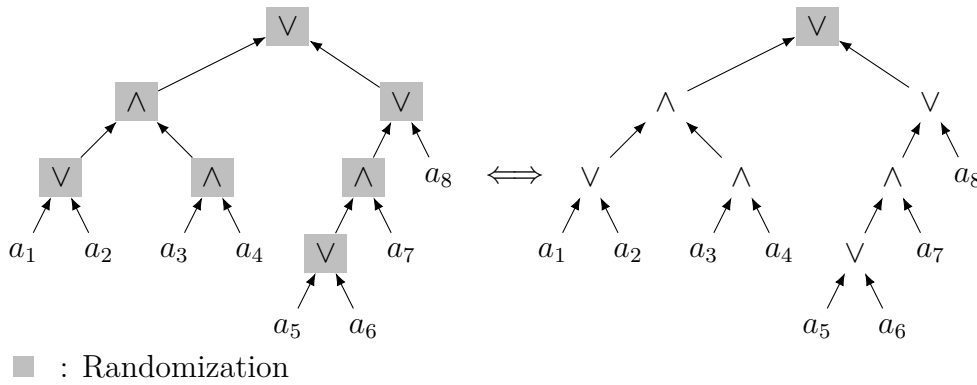 ∨ ∨
∧ ∨ ∧ ∨
∨ ∧ ∧ a₈ ⟺ ∨ ∧ ∧ a₈
a₁ a₂ a₃ a₄ ∨ a₇ a₁ a₂ a₃ a₄ ∨ a₇
a₅ a₆ a₅ a₆
: Randomization